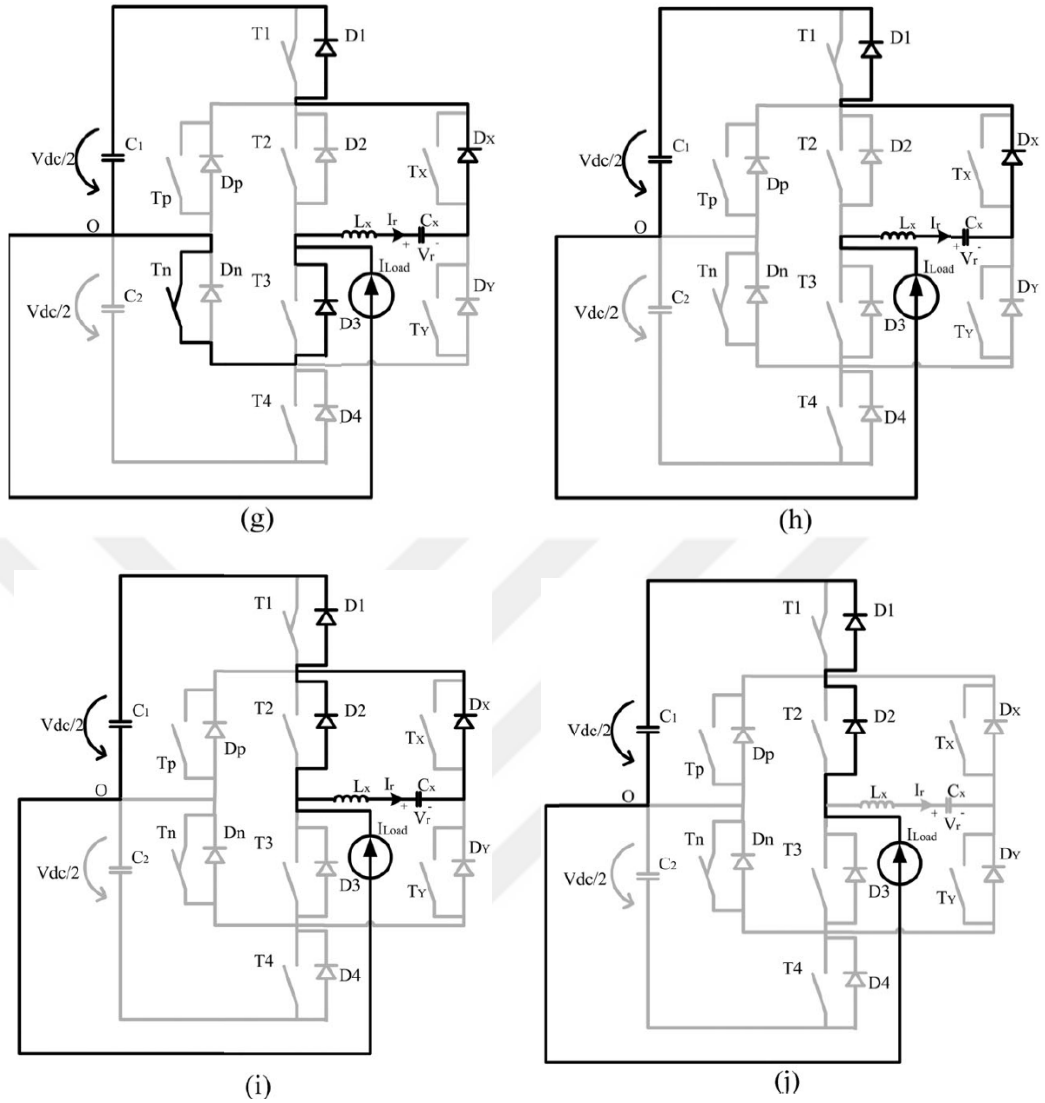 T1
D1
C1
Vdc/2
Tp
Dp
T2
D2
TX
DX
O
LX
Ir
CX
+
Vr
-
Tn
Dn
T3
ILoad
DY
C2
Vdc/2
D3
TY
T4
D4
(g)
T1
D1
C1
Vdc/2
Tp
Dp
T2
D2
TX
DX
O
LX
Ir
CX
+
Vr
-
Tn
Dn
T3
ILoad
DY
C2
Vdc/2
D3
TY
T4
D4
(h)
T1
D1
C1
Vdc/2
Tp
Dp
T2
D2
TX
DX
O
LX
Ir
CX
+
Vr
-
Tn
Dn
T3
ILoad
DY
C2
Vdc/2
D3
TY
T4
D4
(i)
T1
D1
C1
Vdc/2
Tp
Dp
T2
D2
TX
DX
O
LX
Ir
CX
+
Vr
-
Tn
Dn
T3
ILoad
DY
C2
Vdc/2
D3
TY
T4
D4
(j)